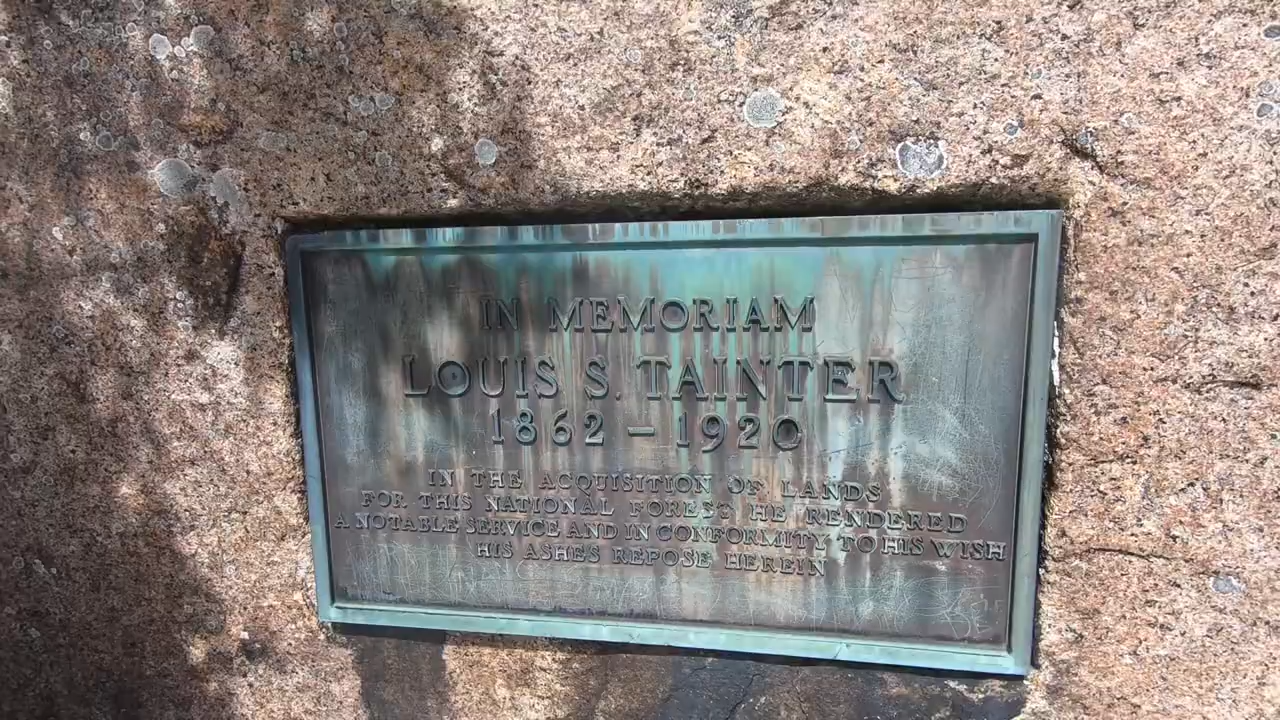 IN MEMORIAM
LOUIS S. TAINTER
1862 – 1920
IN THE ACQUISITION OF LANDS
FOR THIS NATIONAL FOREST HE RENDERED
A NOTABLE SERVICE AND IN CONFORMITY TO HIS WISH
HIS ASHES REPOSE HEREIN